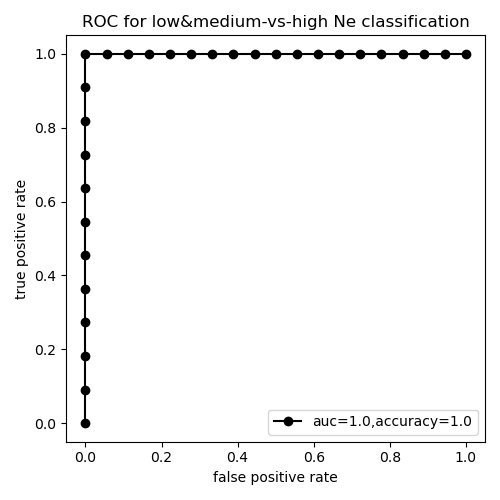 ROC for low&medium-vs-high Ne classification
1.0
0.8
0.6
0.4
0.2
0.0
true positive rate
auc=1.0,accuracy=1.0
0.0 0.2 0.4 0.6 0.8 1.0
false positive rate